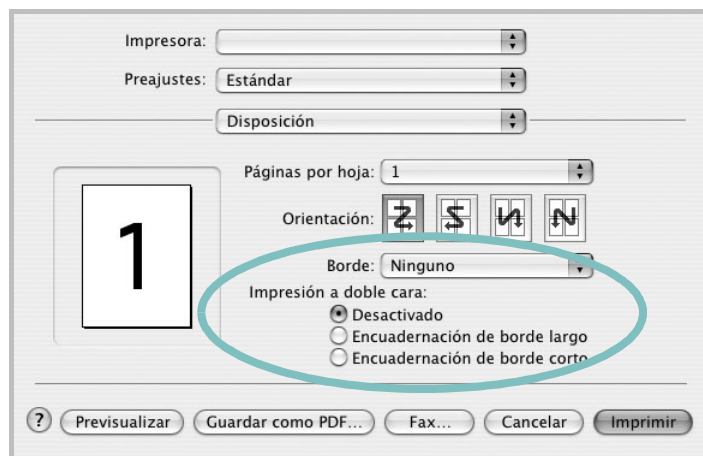 Impresora:
Preajustes: Estándar
Disposición
Páginas por hoja: 1
Orientación:
1
Borde: Ninguno
Impresión a doble cara:
Desactivado
Encuadernación de borde largo
Encuadernación de borde corto
? Previsualizar Guardar como PDF... Fax... Cancelar Imprimir